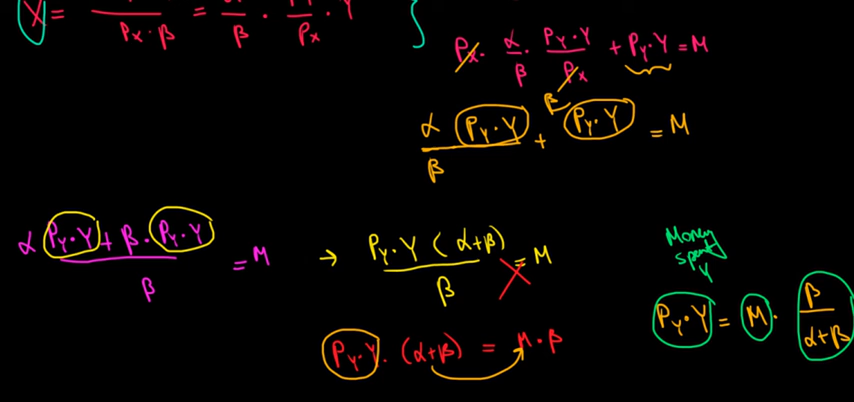 X = / Px·β = /β · /Px · Y
Px · α/β · Py·Y/Px + Py·Y = M
α Py·Y/β + β Py·Y = M
α Py·Y + β·Py·Y / β = M → Py·Y (α+β) / β = M
Money spent Y
Py·Y = M · β/α+β
Py·Y · (α+β) = M·β